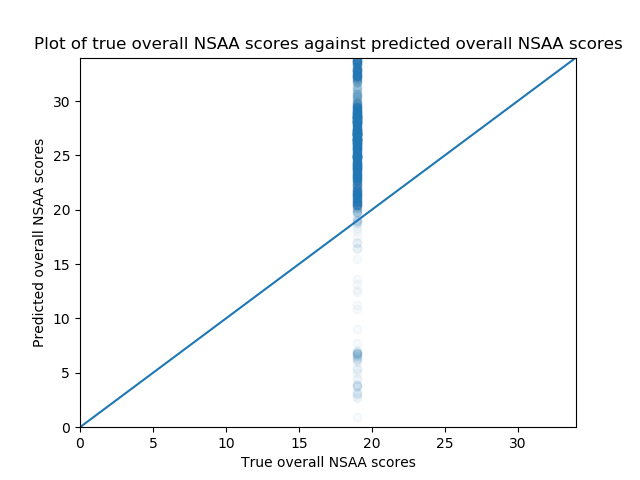 Plot of true overall NSAA scores against predicted overall NSAA scores
30
25
20
15
10
5
0
Predicted overall NSAA scores
0 5 10 15 20 25 30
True overall NSAA scores